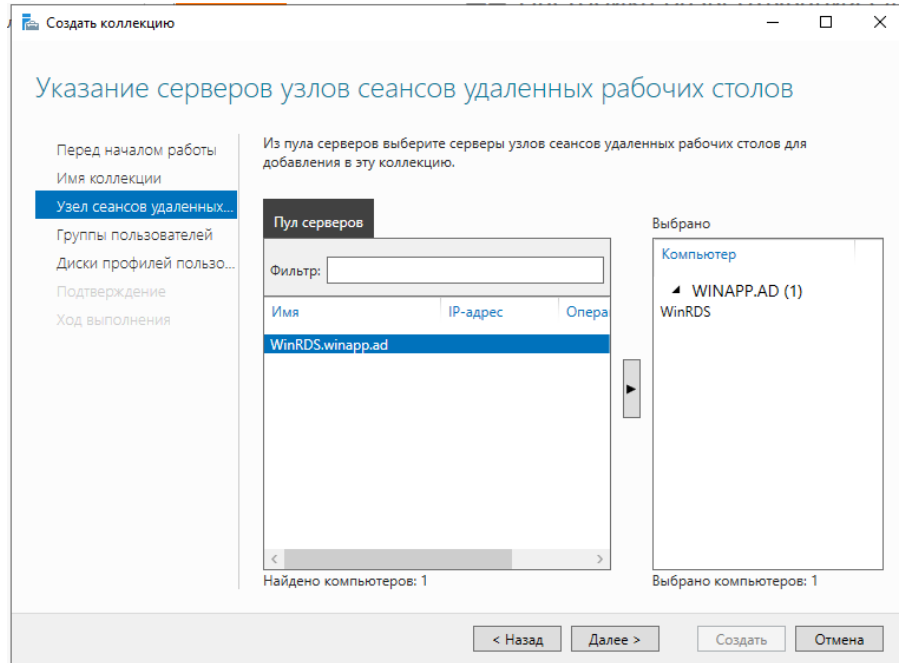 Создать коллекцию
Указание серверов узлов сеансов удаленных рабочих столов
Перед началом работы
Имя коллекции
Узел сеансов удаленных...
Группы пользователей
Диски профилей пользо...
Подтверждение
Ход выполнения
Из пула серверов выберите серверы узлов сеансов удаленных рабочих столов для
добавления в эту коллекцию.
Пул серверов
Фильтр:
Имя IP-адрес Опера
WinRDS.winapp.ad
Найдено компьютеров: 1
Выбрано
Компьютер
WINAPP.AD (1)
WinRDS
Выбрано компьютеров: 1
< Назад Далее > Создать Отмена